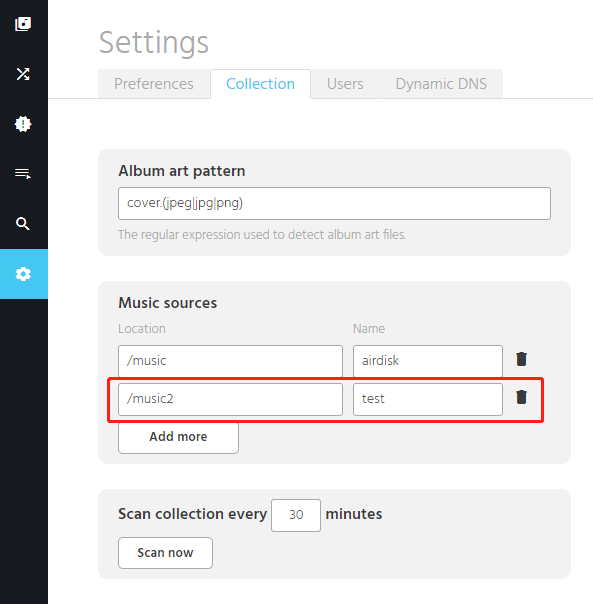 Settings
Preferences Collection Users Dynamic DNS
Album art pattern
cover.(jpeg|jpg|png)
The regular expression used to detect album art files.
Music sources
Location Name
/music airdisk
/music2 test
Add more
Scan collection every 30 minutes
Scan now